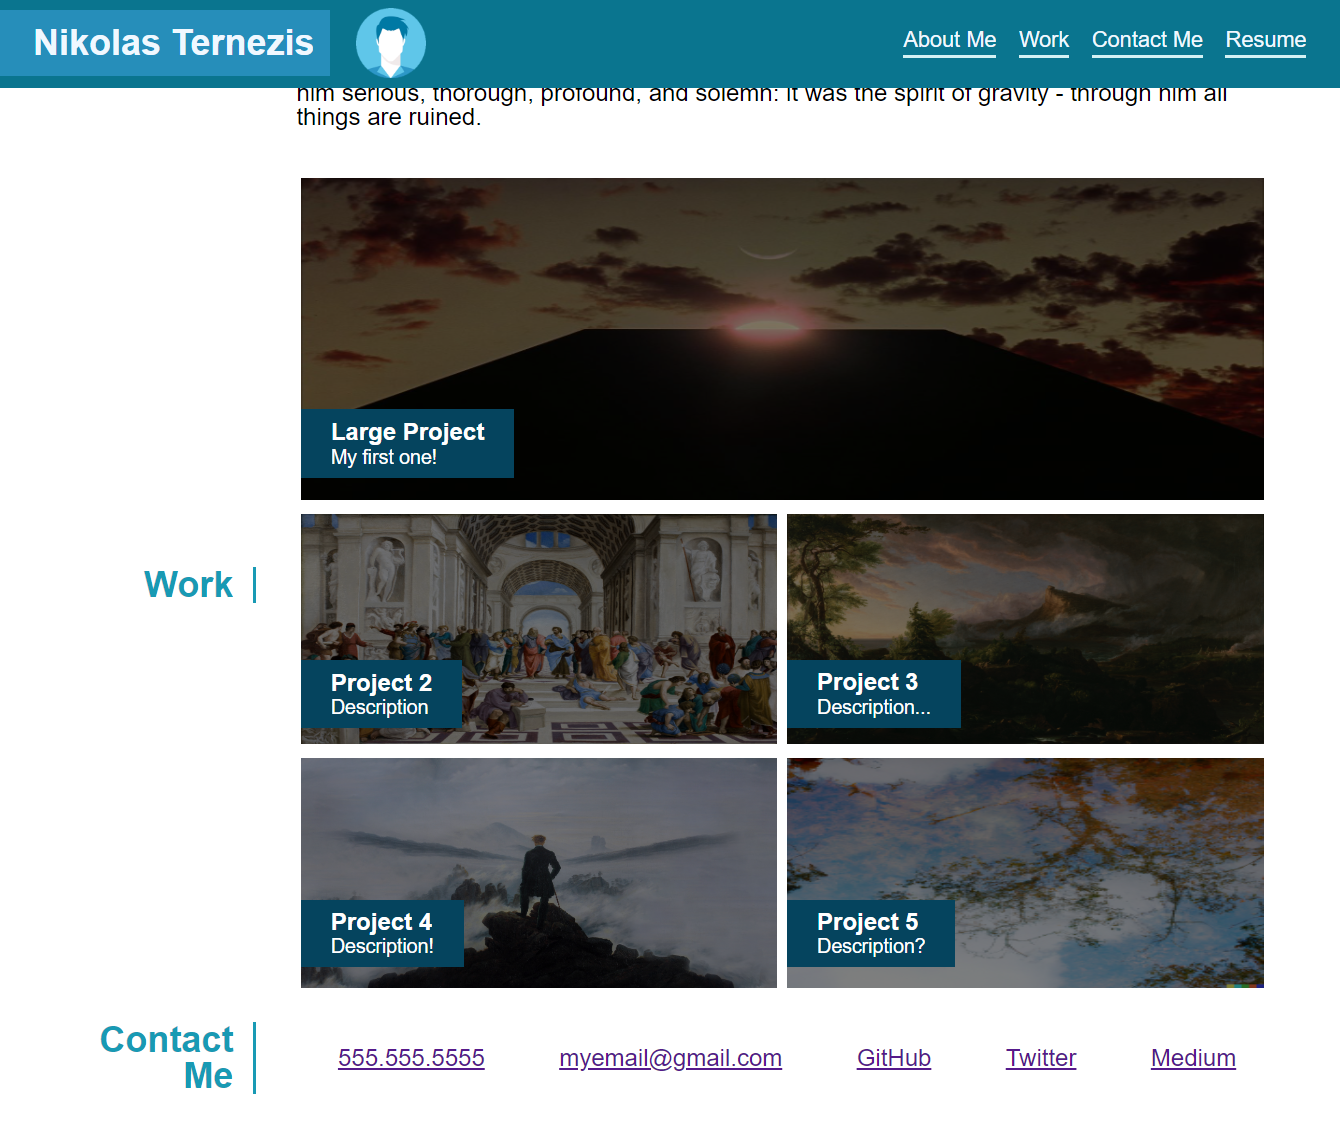 Nikolas Ternezis
About Me Work Contact Me Resume
him serious, thorough, profound, and solemn: it was the spirit of gravity - through him all
things are ruined.
Large Project
My first one!
Work
Project 2
Description
Project 3
Description...
Project 4
Description!
Project 5
Description?
Contact
Me
555.555.5555 myemail@gmail.com GitHub Twitter Medium